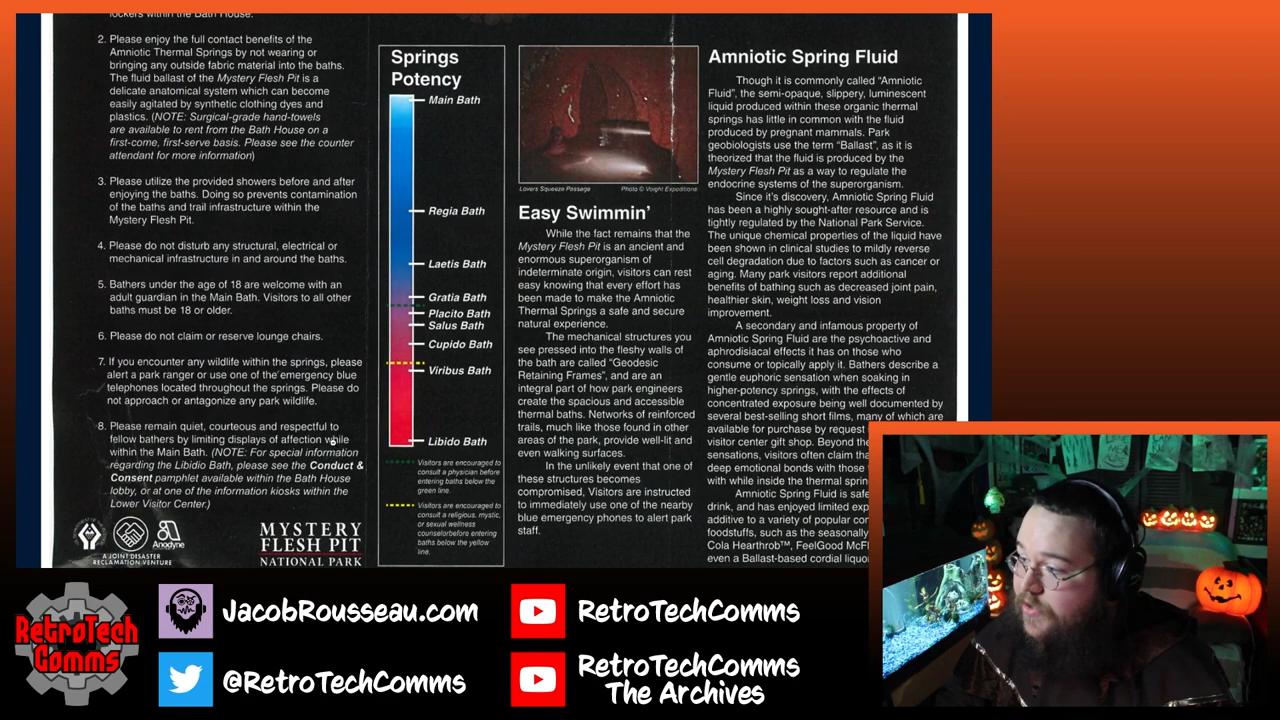 lockers within the Bath House.
2. Please enjoy the full contact benefits of the
Amniotic Thermal Springs by not wearing or
bringing any outside fabric material into the baths.
The fluid ballast of the Mystery Flesh Pit is a
delicate anatomical system which can become
easily agitated by synthetic clothing dyes and
plastics. (NOTE: Surgical-grade hand-towels
are available to rent from the Bath House on a
first-come, first-serve basis. Please see the counter
attendant for more information)
3. Please utilize the provided showers before and after
enjoying the baths. Doing so prevents contamination
of the baths and trail infrastructure within the
Mystery Flesh Pit.
4. Please do not disturb any structural, electrical or
mechanical infrastructure in and around the baths.
5. Bathers under the age of 18 are welcome with an
adult guardian in the Main Bath. Visitors to all other
baths must be 18 or older.
6. Please do not claim or reserve lounge chairs.
7. If you encounter any wildlife within the springs, please
alert a park ranger or use one of the emergency blue
telephones located throughout the springs. Please do
not approach or antagonize any park wildlife.
8. Please remain quiet, courteous and respectful to
fellow bathers by limiting displays of affection while
within the Main Bath. (NOTE: For special information
regarding the Libidio Bath, please see the Conduct &
Consent pamphlet available within the Bath House
lobby, or at one of the information kiosks within the
Lower Visitor Center.)
Anodyne
A JOINT DISASTER
RECLAMATION VENTURE
MYSTERY
FLESH PIT
NATIONAL PARK
Springs
Potency
Main Bath
Regia Bath
Laetis Bath
Gratia Bath
Placito Bath
Salus Bath
Cupido Bath
Viribus Bath
Libido Bath
Visitors are encouraged to
consult a physician before
entering baths below the
green line.
Visitors are encouraged to
consult a religious, mystic,
or sexual wellness
counselorbefore entering
baths below the yellow
line.
Lovers Squeeze Passage
Photo © Voight Expeditions
Easy Swimmin'
While the fact remains that the
Mystery Flesh Pit is an ancient and
enormous superorganism of
indeterminate origin, visitors can rest
easy knowing that every effort has
been made to make the Amniotic
Thermal Springs a safe and secure
natural experience.
The mechanical structures you
see pressed into the fleshy walls of
the bath are called "Geodesic
Retaining Frames", and are an
integral part of how park engineers
create the spacious and accessible
thermal baths. Networks of reinforced
trails, much like those found in other
areas of the park, provide well-lit and
even walking surfaces.
In the unlikely event that one of
these structures becomes
compromised, Visitors are instructed
to immediately use one of the nearby
blue emergency phones to alert park
staff.
Amniotic Spring Fluid
Though it is commonly called "Amniotic
Fluid", the semi-opaque, slippery, luminescent
liquid produced within these organic thermal
springs has little in common with the fluid
produced by pregnant mammals. Park
geobiologists use the term "Ballast", as it is
theorized that the fluid is produced by the
Mystery Flesh Pit as a way to regulate the
endocrine systems of the superorganism.
Since it's discovery, Amniotic Spring Fluid
has been a highly sought-after resource and is
tightly regulated by the National Park Service.
The unique chemical properties of the liquid have
been shown in clinical studies to mildly reverse
cell degradation due to factors such as cancer or
aging. Many park visitors report additional
benefits of bathing such as decreased joint pain,
healthier skin, weight loss and vision
improvement.
A secondary and infamous property of
Amniotic Spring Fluid are the psychoactive and
aphrodisiacal effects it has on those who
consume or topically apply it. Bathers describe a
gentle euphoric sensation when soaking in
higher-potency springs, with the effects of
concentrated exposure being well documented by
several best-selling short films, many of which are
available for purchase by request
visitor center gift shop. Beyond the
sensations, visitors often claim tha
deep emotional bonds with those
with while inside the thermal sprin
Amniotic Spring Fluid is safe
drink, and has enjoyed limited exp
additive to a variety of popular con
foodstuffs, such as the seasonally
Cola Hearthrob™, FeelGood McFl
even a Ballast-based cordial liquo
RetroTech
Comms
JacobRousseau.com
@RetroTechComms
RetroTechComms
RetroTechComms
The Archives